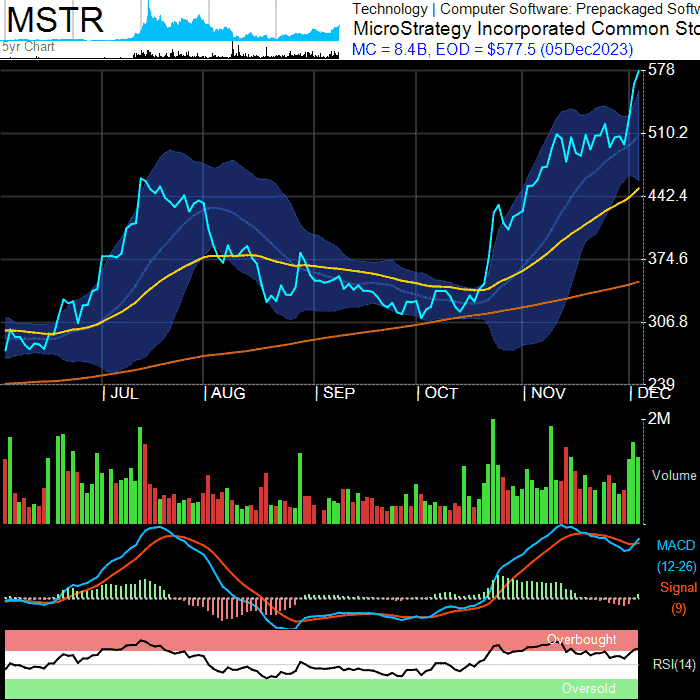 MSTR
5yr Chart
Technology | Computer Software: Prepackaged Softw
MicroStrategy Incorporated Common Sto
MC = 8.4B, EOD = $577.5 (05Dec2023)
578
510.2
442.4
374.6
306.8
239
JUL AUG SEP OCT NOV DEC
2M
Volume
MACD
(12-26)
Signal
(9)
Overbought
RSI(14)
Oversold